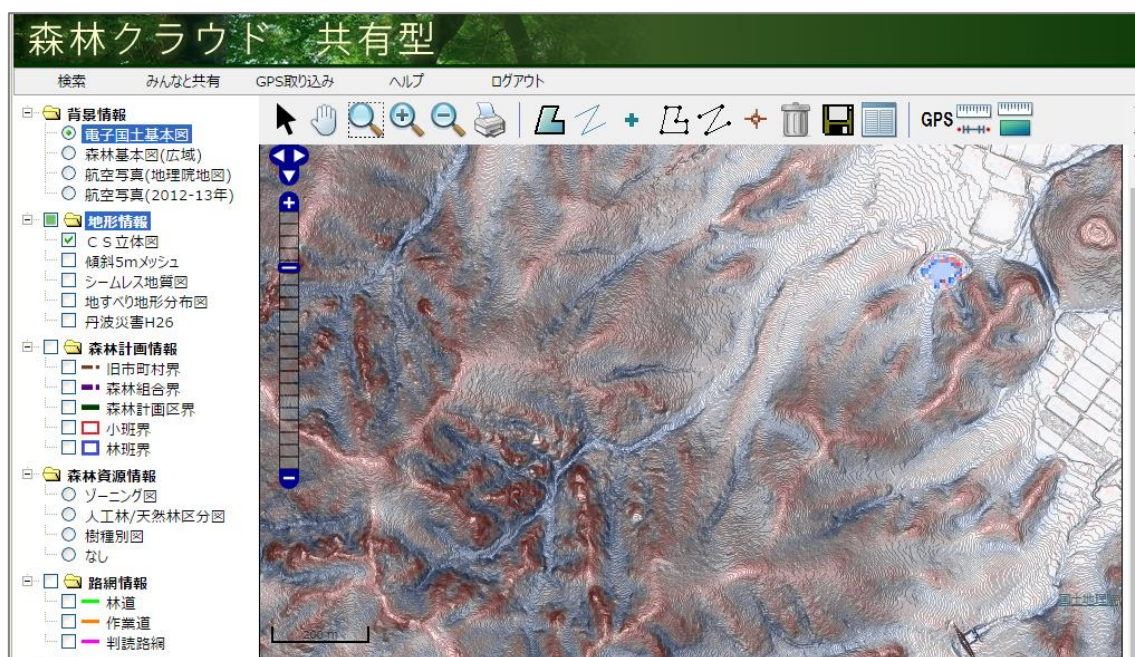 森林クラウド 共有型
検索 みんなと共有 GPS取り込み ヘルプ ログアウト
GPS
背景情報
電子国土基本図
森林基本図(広域)
航空写真(地理院地図)
航空写真(2012-13年)
地形情報
ＣＳ立体図
傾斜5mメッシュ
シームレス地質図
地すべり地形分布図
丹波災害H26
森林計画情報
旧市町村界
森林組合界
森林計画区界
小班界
林班界
森林資源情報
ゾーニング図
人工林/天然林区分図
樹種別図
なし
路網情報
林道
作業道
判読路網
200 m
国土地理院